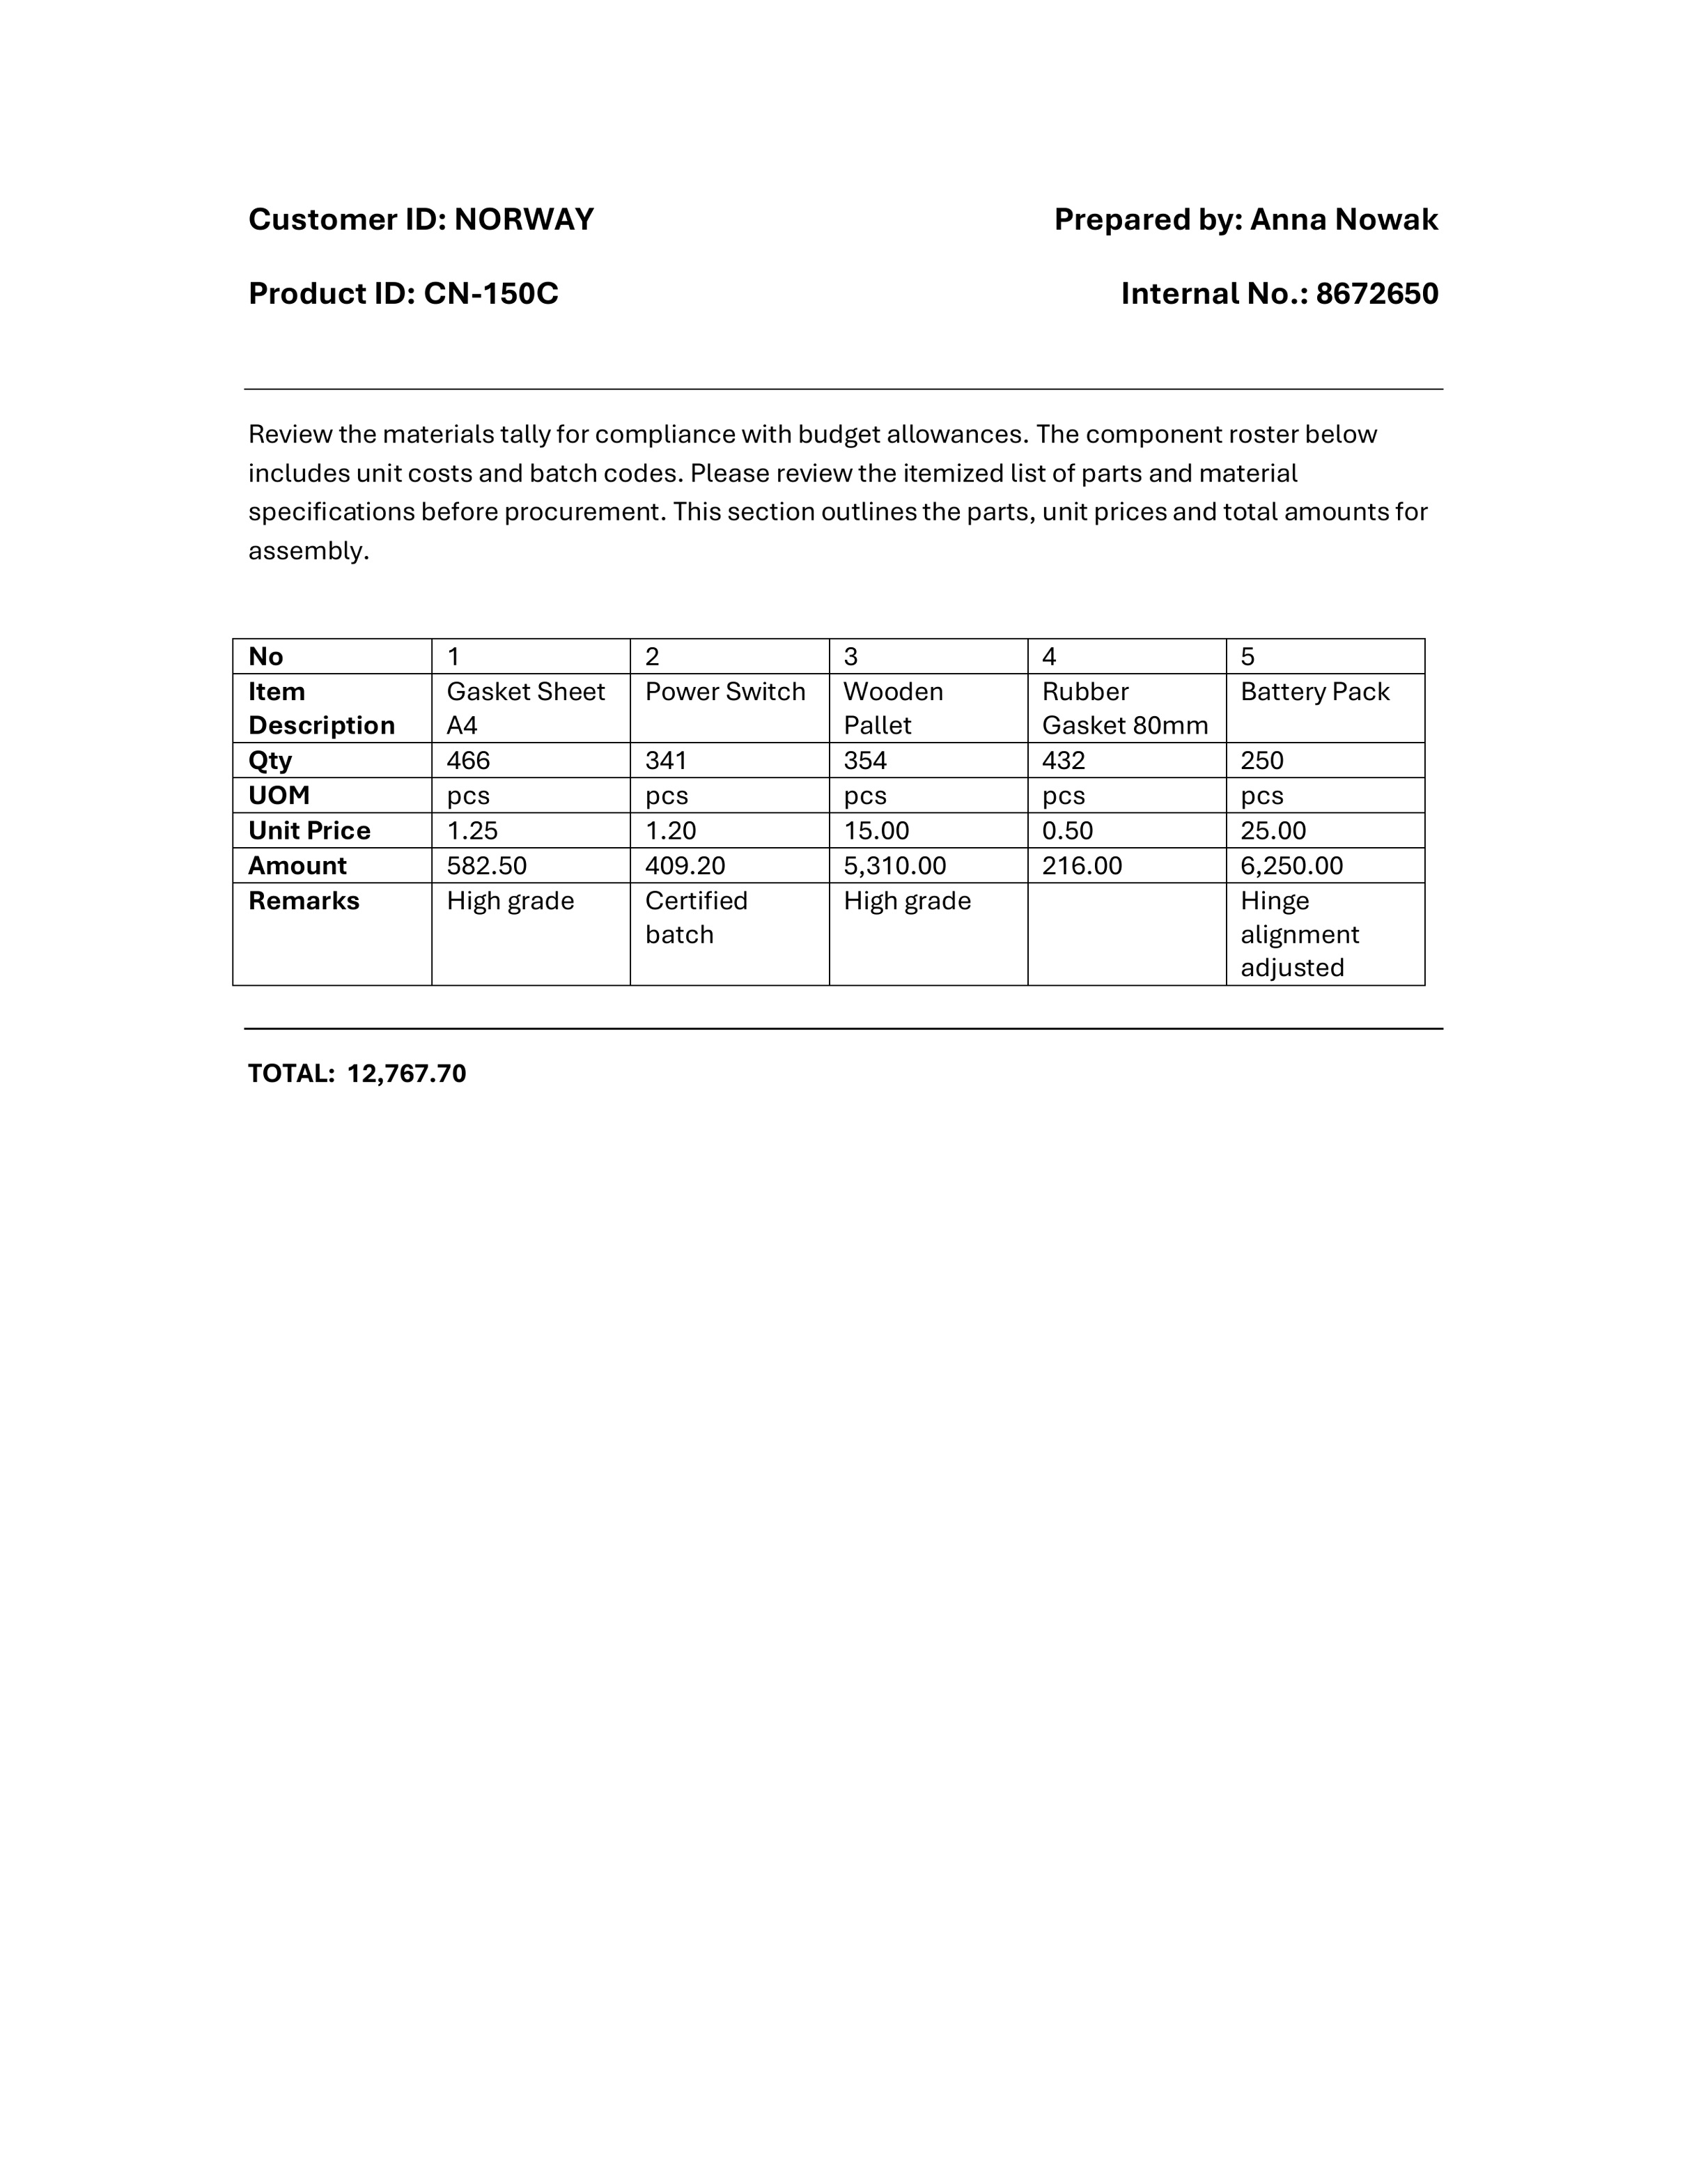 Customer ID: NORWAY Prepared by: Anna Nowak
Product ID: CN-150C Internal No.: 8672650
Review the materials tally for compliance with budget allowances. The component roster below
includes unit costs and batch codes. Please review the itemized list of parts and material
specifications before procurement. This section outlines the parts, unit prices and total amounts for
assembly.
No 1 2 3 4 5
Item Gasket Sheet Power Switch Wooden Rubber Battery Pack
Description A4 Pallet Gasket 80mm
Qty 466 341 354 432 250
UOM pcs pcs pcs pcs pcs
Unit Price 1.25 1.20 15.00 0.50 25.00
Amount 582.50 409.20 5,310.00 216.00 6,250.00
Remarks High grade Certified High grade Hinge
batch alignment
adjusted
TOTAL: 12,767.70